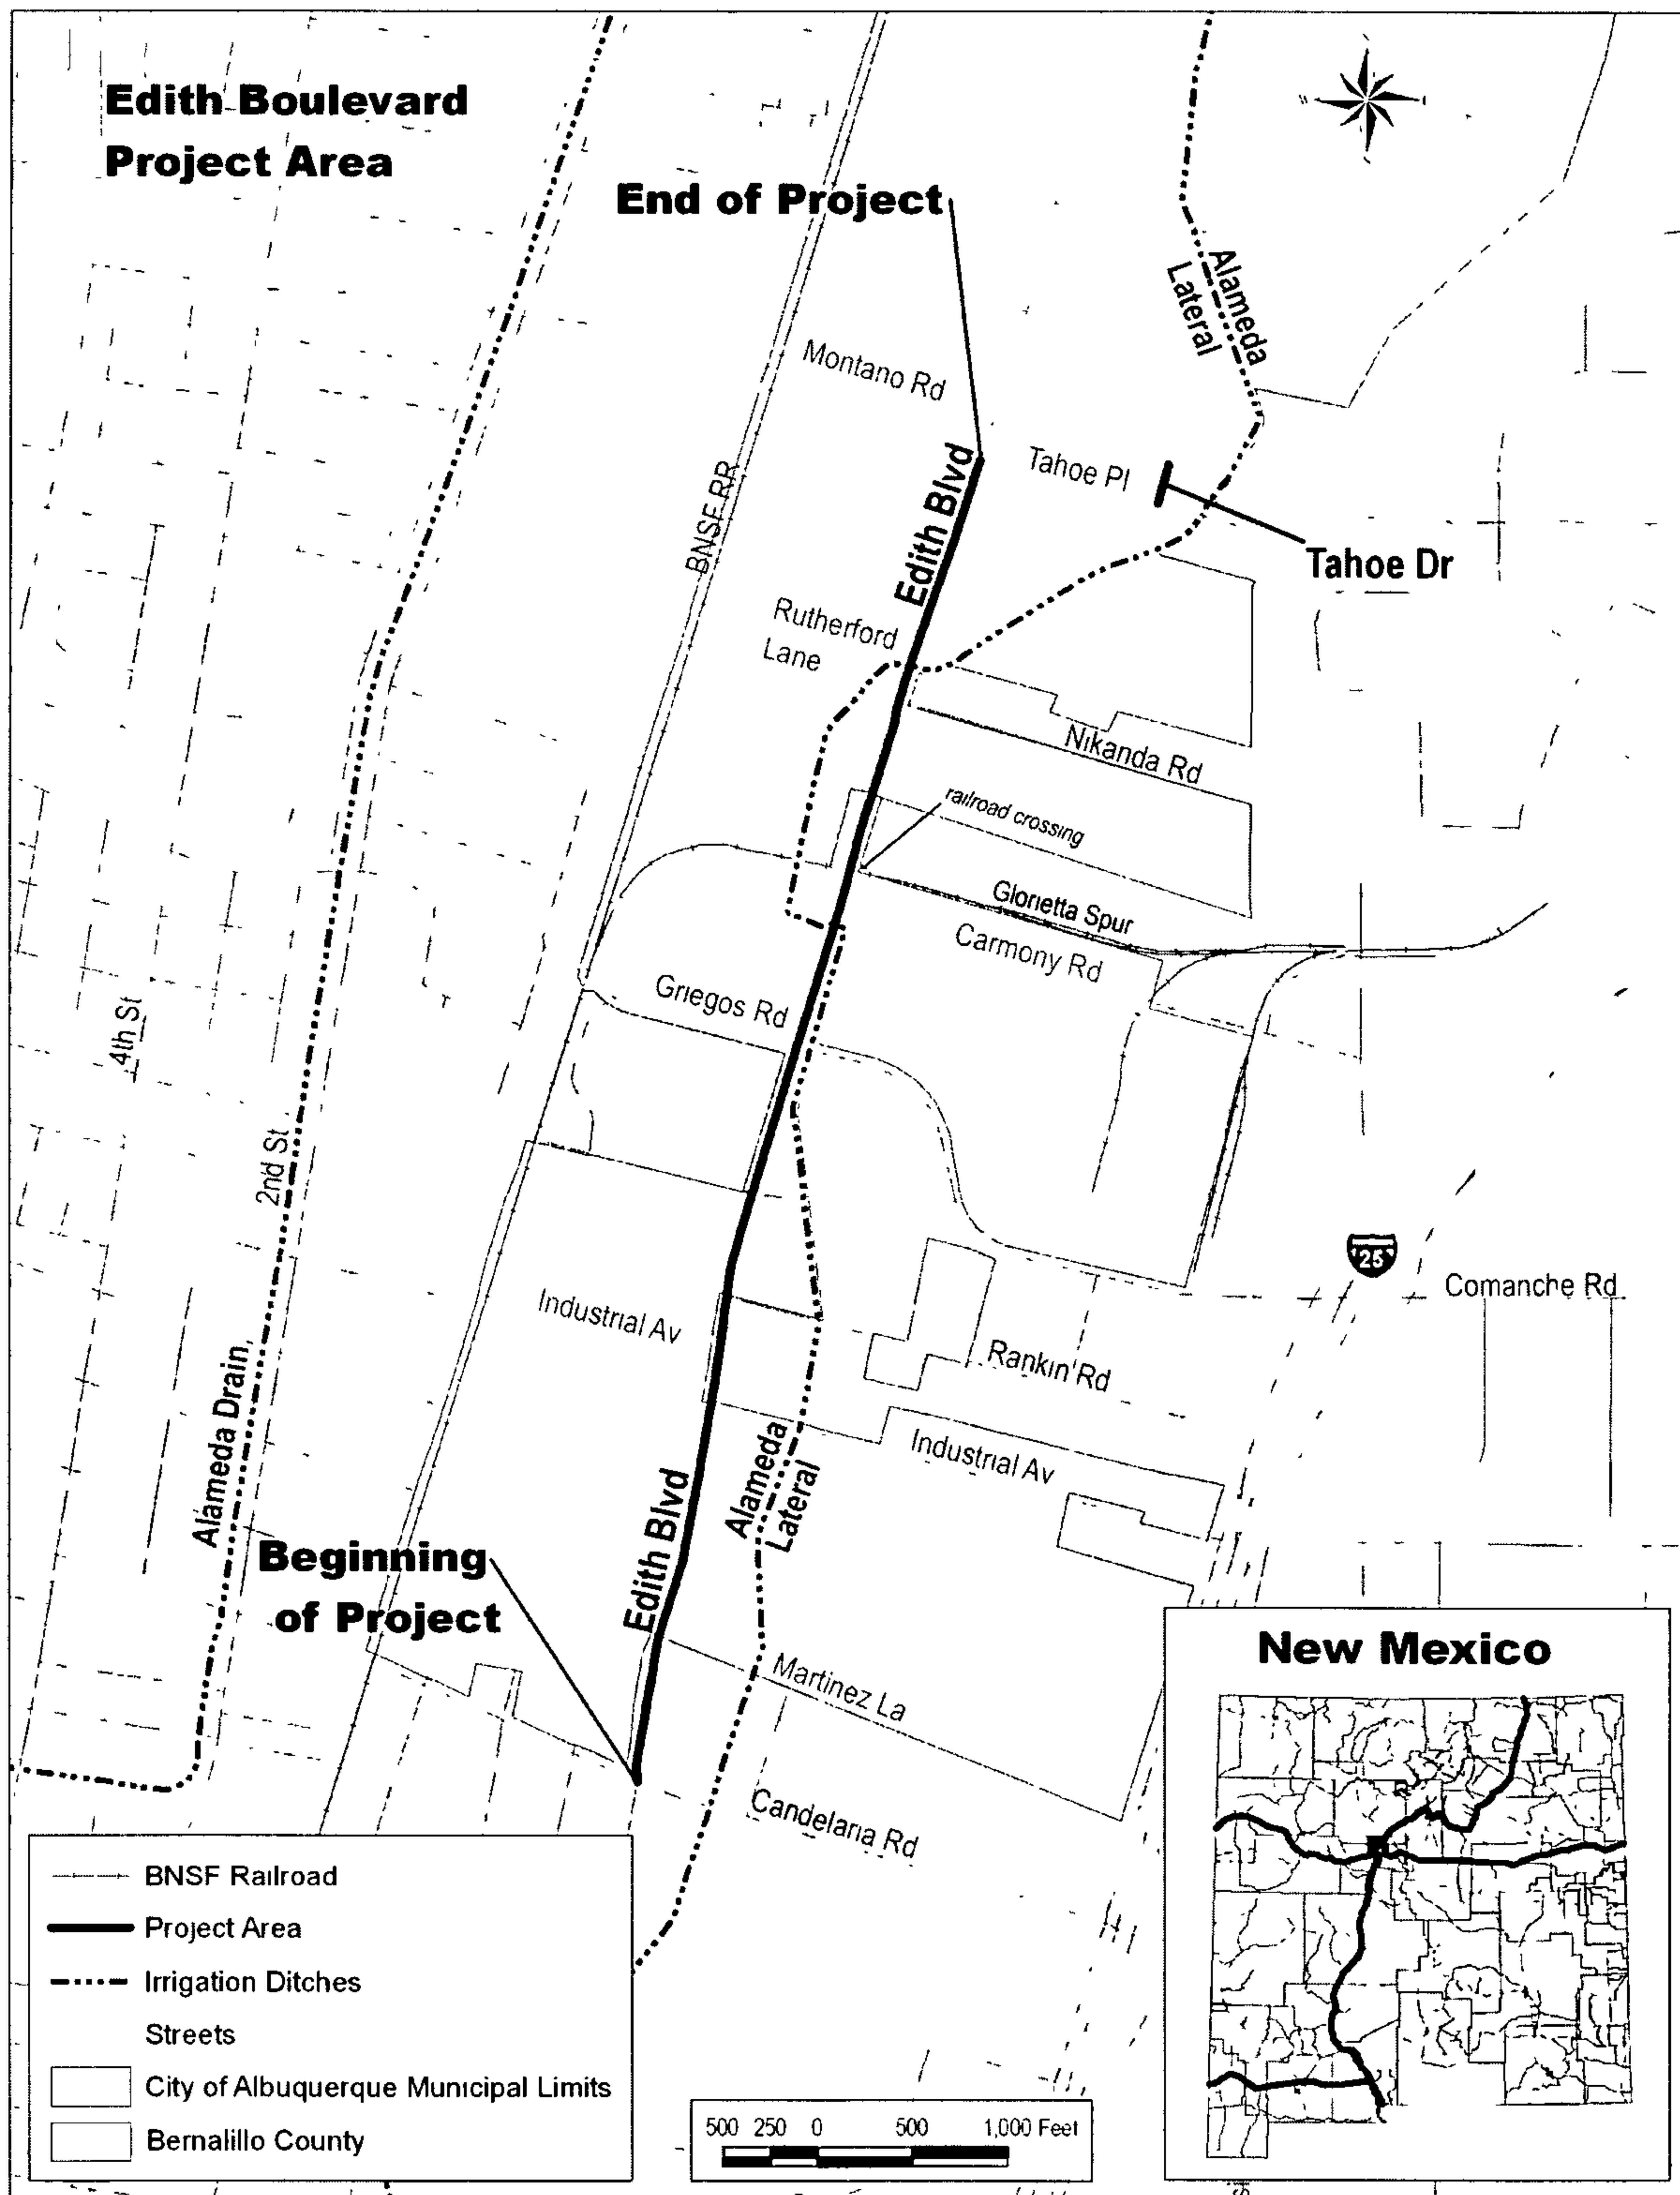 Edith Boulevard
Project Area
End of Project
Alameda
Lateral
Montano Rd
Edith Blvd
Tahoe Pl
Tahoe Dr
BNSF RR
Rutherford
Lane
Nikanda Rd
railroad crossing
Glorietta Spur
Carmony Rd
Griegos Rd
4th St
2nd St
25
Comanche Rd
Industrial Av
Rankin Rd
Alameda Drain
Industrial Av
Alameda
Lateral
Edith Blvd
Beginning
of Project
Martinez La
Candelaria Rd
New Mexico
BNSF Railroad
Project Area
Irrigation Ditches
Streets
City of Albuquerque Municipal Limits
Bernalillo County
500 250 0 500 1,000 Feet